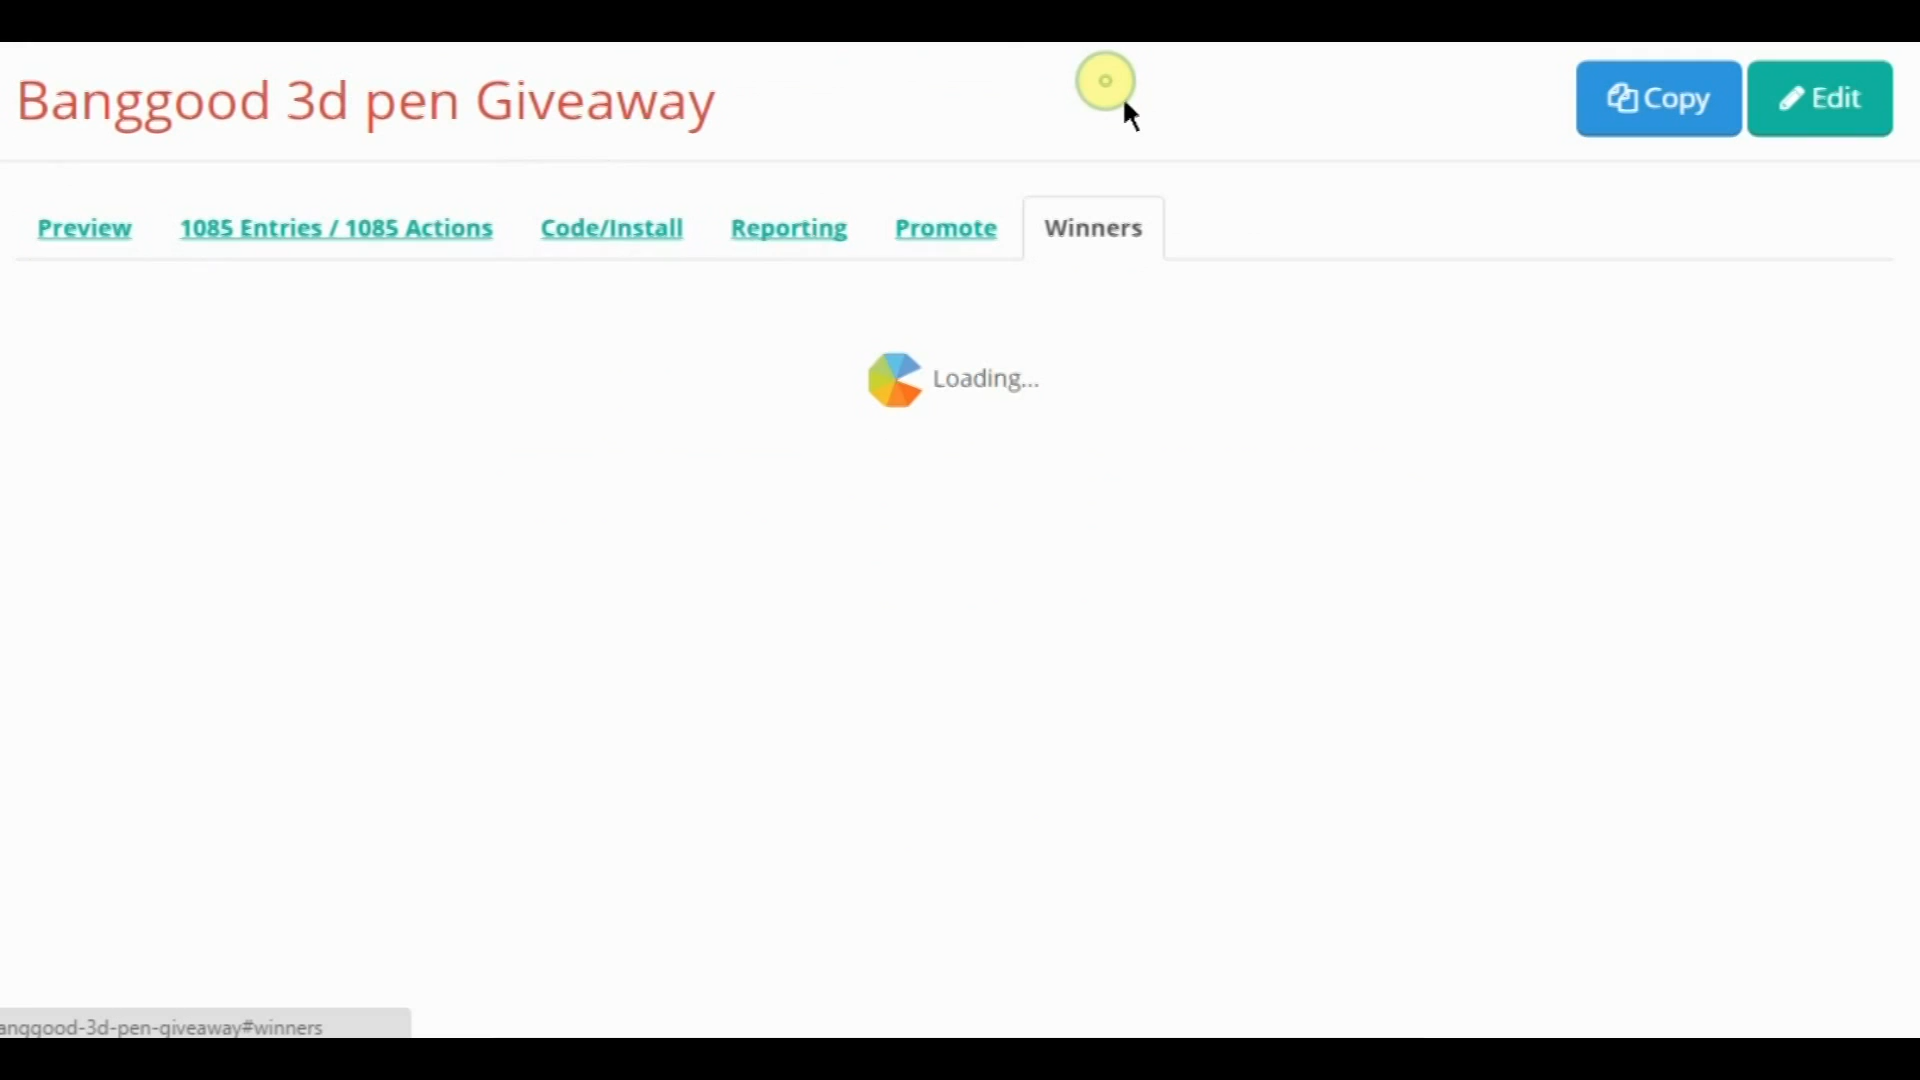 Banggood 3d pen Giveaway
Copy
Edit
Preview
1085 Entries / 1085 Actions
Code/Install
Reporting
Promote
Winners
Loading...
anggood-3d-pen-giveaway#winners